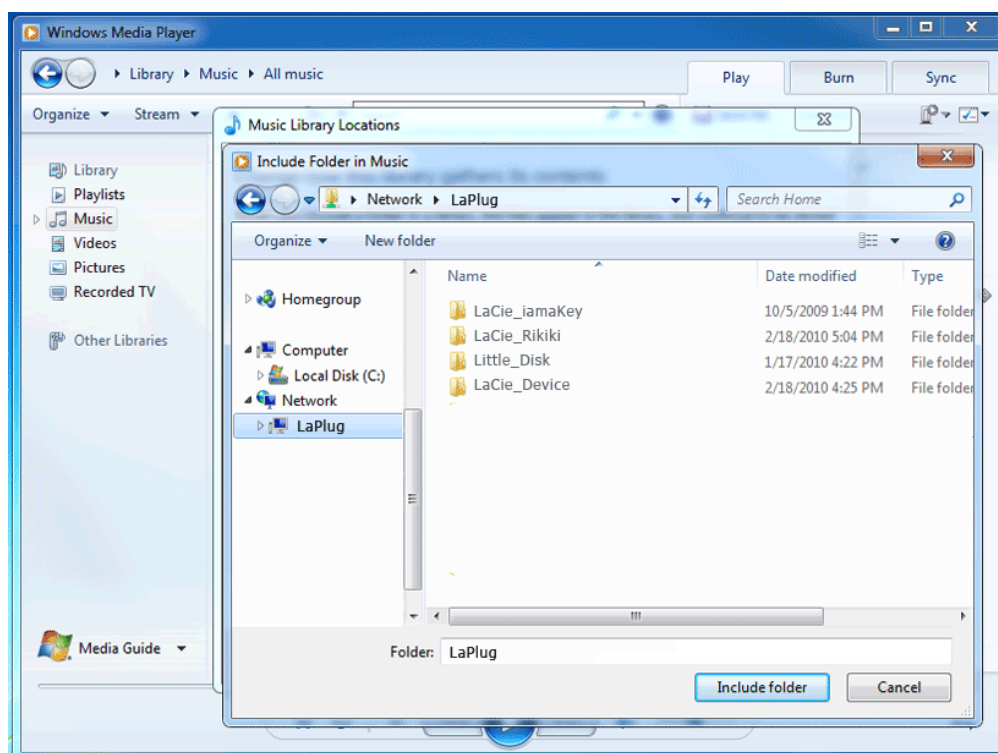 Windows Media Player
Library Music All music
Play Burn Sync
Organize Stream
Music Library Locations
Include Folder in Music
Network LaPlug
Search Home
Organize New folder
Library
Playlists
Music
Videos
Pictures
Recorded TV
Other Libraries
Homegroup
Computer
Local Disk (C:)
Network
LaPlug
Name Date modified Type
LaCie_iamaKey 10/5/2009 1:44 PM File folder
LaCie_Rikiki 2/18/2010 5:04 PM File folder
Little_Disk 1/17/2010 4:22 PM File folder
LaCie_Device 2/18/2010 4:25 PM File folder
Media Guide
Folder: LaPlug
Include folder Cancel